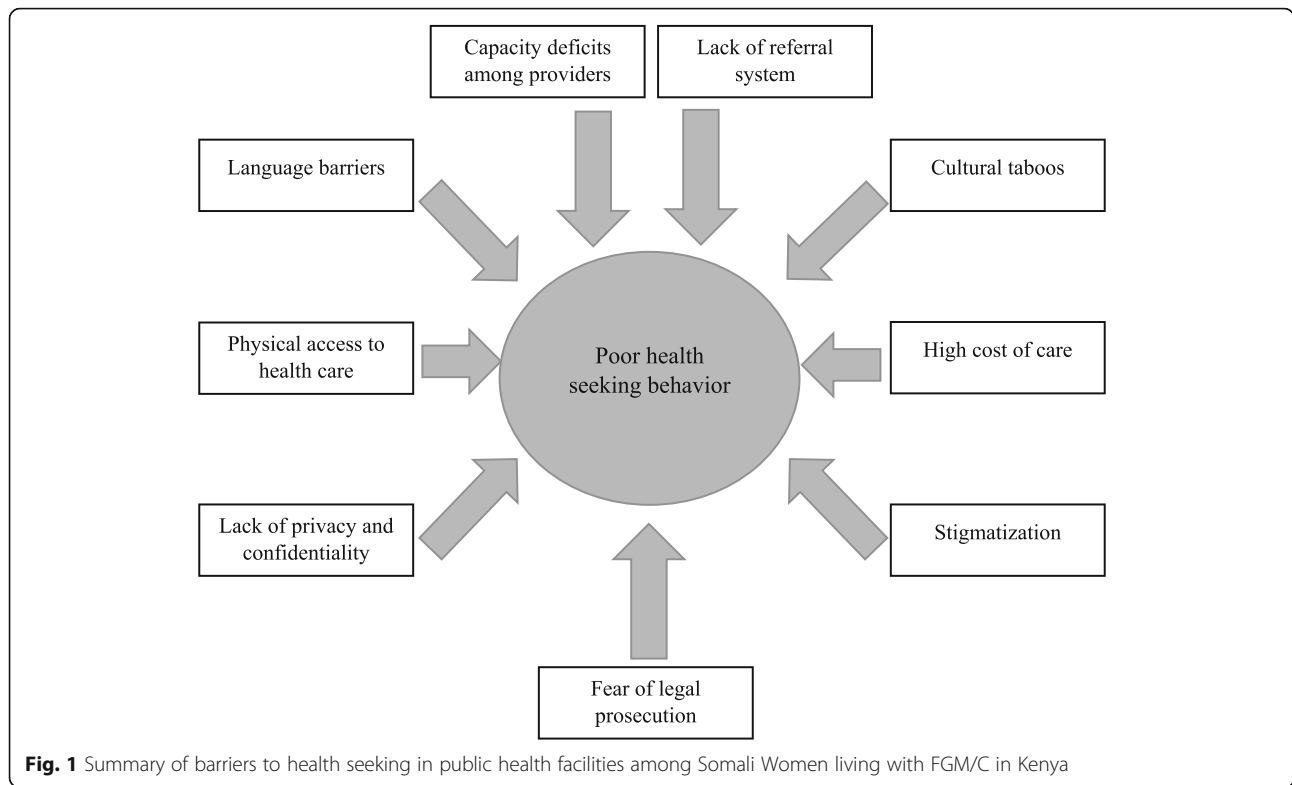 Capacity deficits
among providers
Lack of referral
system
Language barriers
Cultural taboos
Physical access to
health care
Poor health
seeking behavior
High cost of care
Lack of privacy and
confidentiality
Stigmatization
Fear of legal
prosecution
Fig. 1 Summary of barriers to health seeking in public health facilities among Somali Women living with FGM/C in Kenya